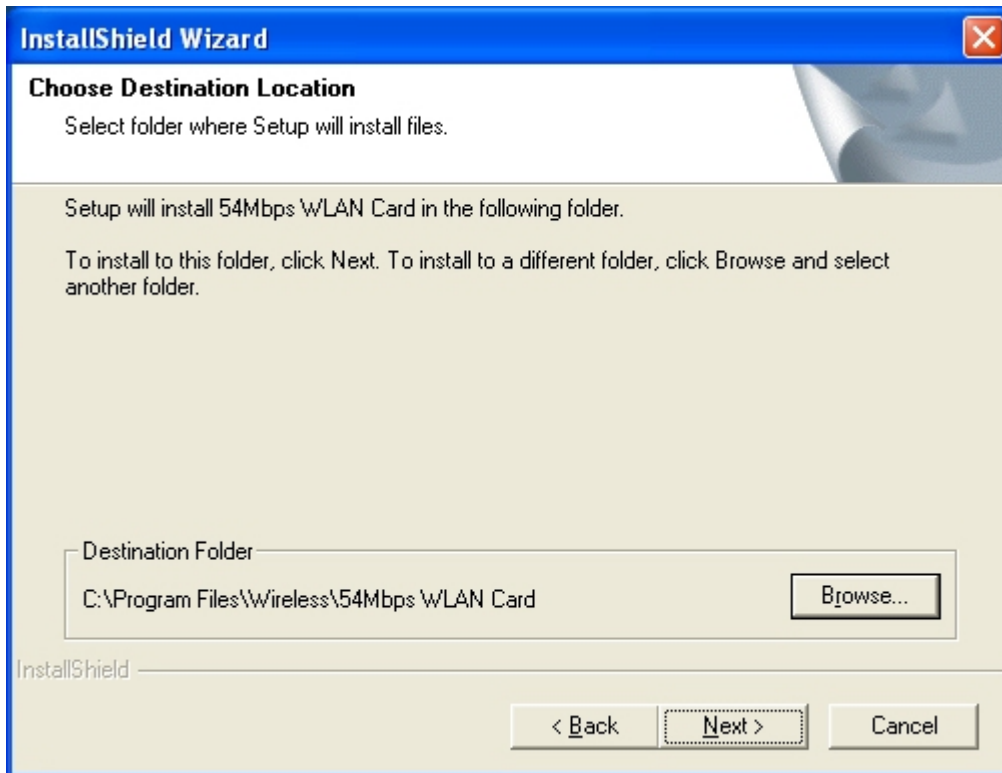 InstallShield Wizard
Choose Destination Location
Select folder where Setup will install files.
Setup will install 54Mbps WLAN Card in the following folder.
To install to this folder, click Next. To install to a different folder, click Browse and select
another folder.
Destination Folder
C:\Program Files\Wireless\54Mbps WLAN Card
Browse...
InstallShield
< Back
Next >
Cancel